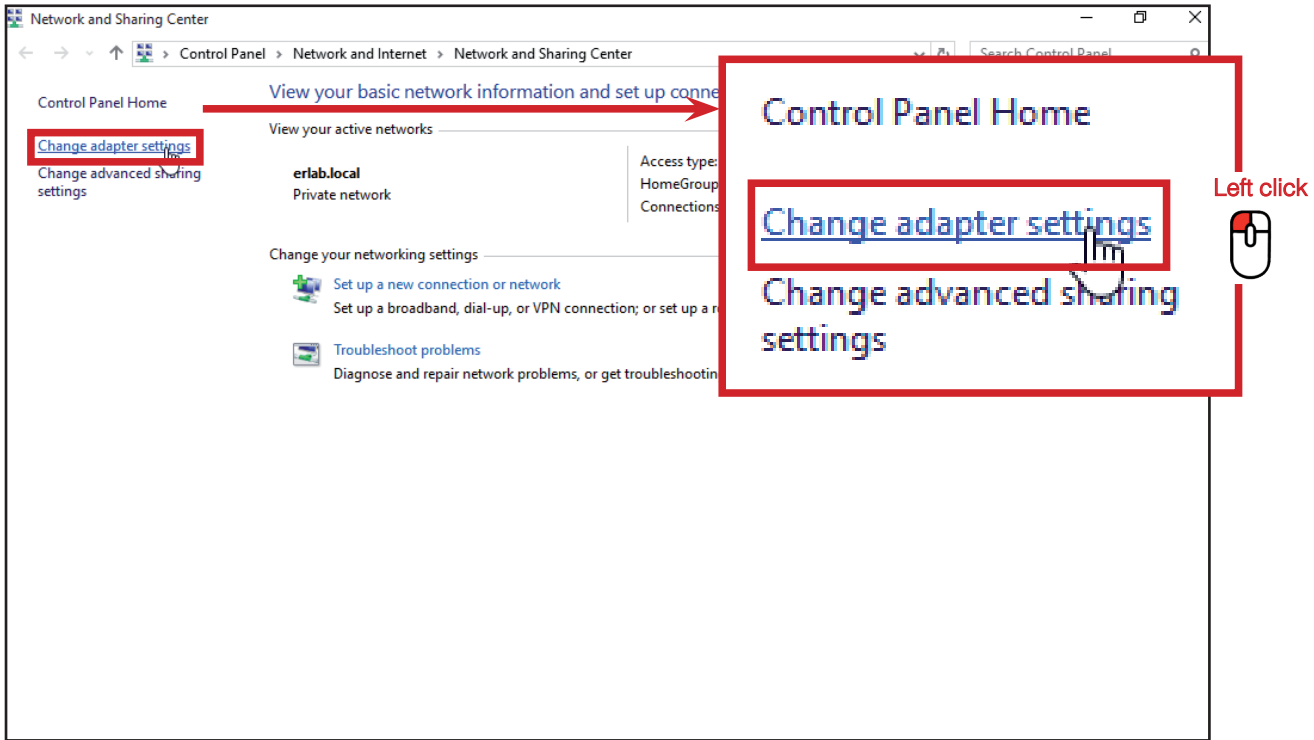 Network and Sharing Center
Control Panel > Network and Internet > Network and Sharing Center
Search Control Panel
Control Panel Home
Change adapter settings
Change advanced sharing
settings
View your basic network information and set up conne
View your active networks
erlab.local
Private network
Access type:
HomeGroup
Connections
Change your networking settings
Set up a new connection or network
Set up a broadband, dial-up, or VPN connection; or set up a
Troubleshoot problems
Diagnose and repair network problems, or get troubleshootin
Control Panel Home
Change adapter settings
Change advanced sharing
settings
Left click